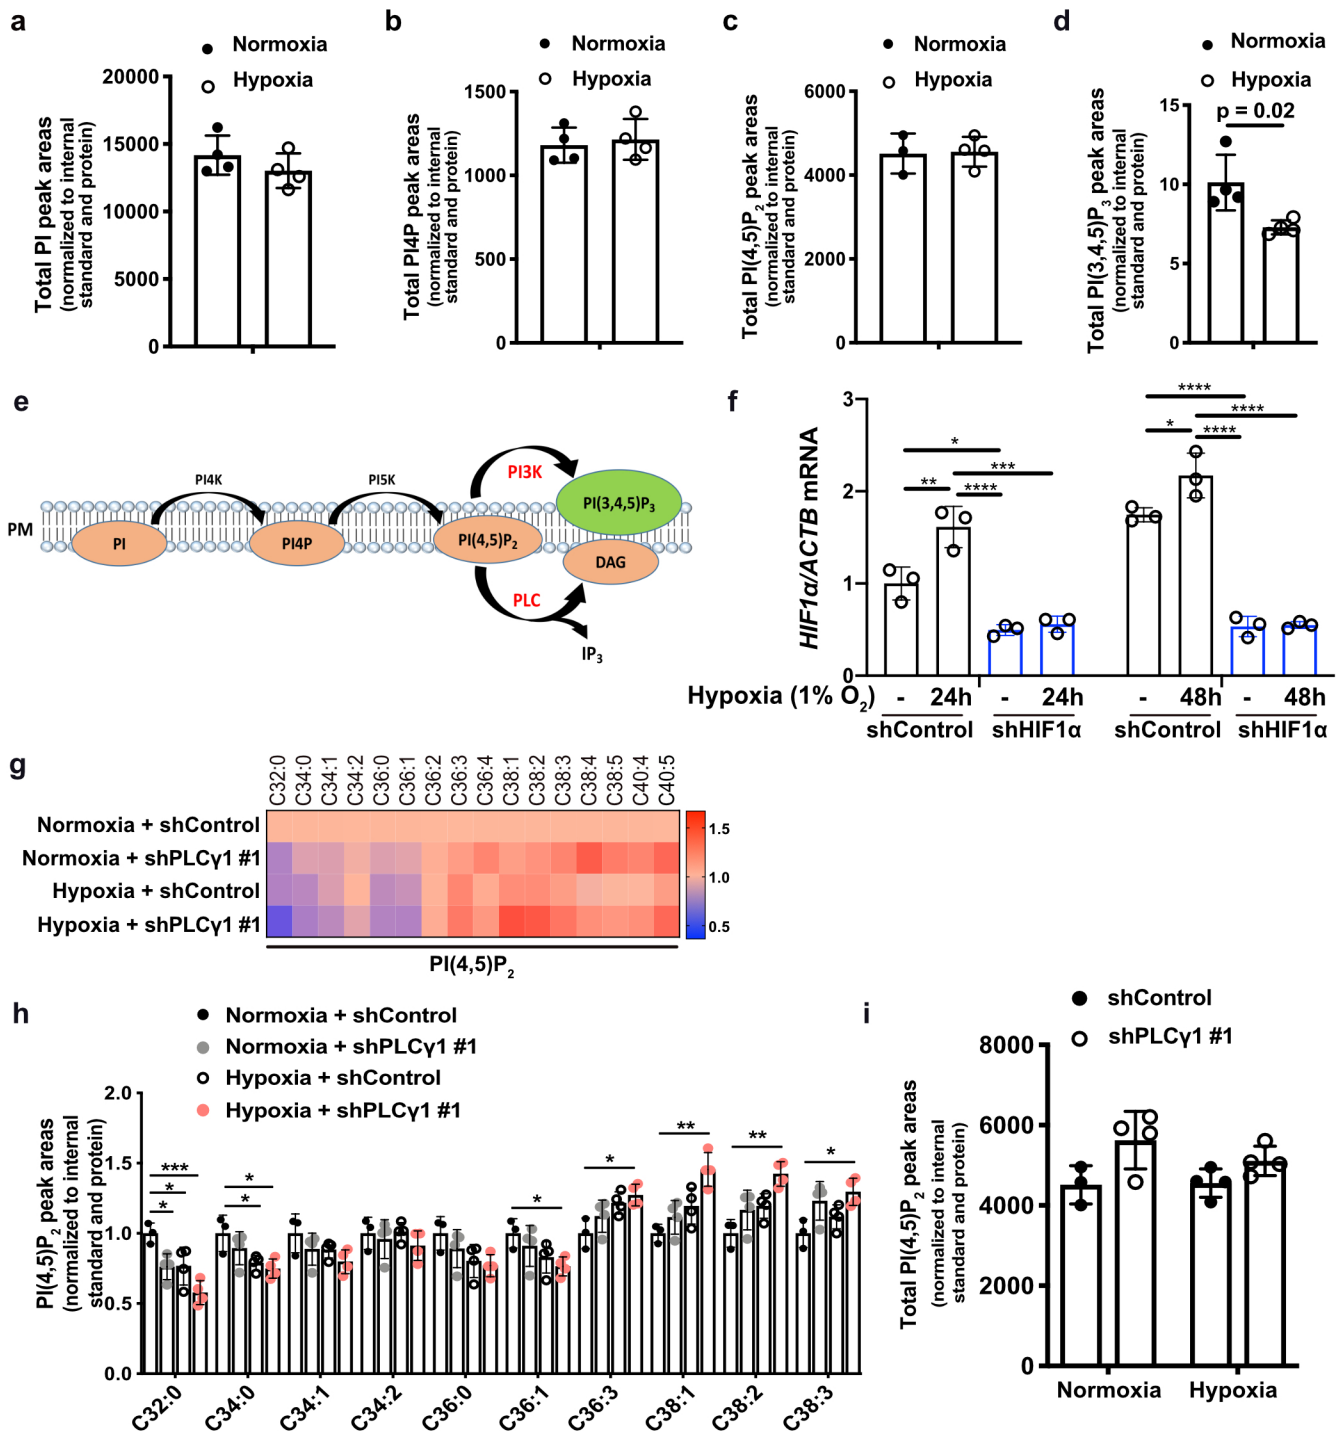 a
Normoxia
Hypoxia
Total PI peak areas
(normalized to internal
standard and protein)
20000
15000
10000
5000
0
b
Normoxia
Hypoxia
Total PI4P peak areas
(normalized to internal
standard and protein)
1500
1000
500
0
c
Normoxia
Hypoxia
Total PI(4,5)P2 peak areas
(normalized to internal
standard and protein)
6000
4000
2000
0
d
Normoxia
Hypoxia
Total PI(3,4,5)P3 peak areas
(normalized to internal
standard and protein)
15
10
5
0
p = 0.02
e
PM
PI
PI4K
PI4P
PI5K
PI(4,5)P2
PI3K
PI(3,4,5)P3
PLC
DAG
IP3
f
HIF1α/ACTB mRNA
3
2
1
0
* ** *** ****
**** * **** ****
Hypoxia (1% O2) - 24h - 24h - 48h - 48h
shControl shHIF1α shControl shHIF1α
g
C32:0 C34:0 C34:1 C34:2 C36:0 C36:1 C36:2 C36:3 C36:4 C38:1 C38:2 C38:3 C38:4 C38:5 C40:4 C40:5
Normoxia + shControl
Normoxia + shPLCγ1 #1
Hypoxia + shControl
Hypoxia + shPLCγ1 #1
1.5
1.0
0.5
PI(4,5)P2
h
Normoxia + shControl
Normoxia + shPLCγ1 #1
Hypoxia + shControl
Hypoxia + shPLCγ1 #1
PI(4,5)P2 peak areas
(normalized to internal
standard and protein)
2.0
1.5
1.0
0.5
0.0
*** * * * * * * ** ** *
C32:0 C34:0 C34:1 C34:2 C36:0 C36:1 C36:3 C38:1 C38:2 C38:3
i
shControl
shPLCγ1 #1
Total PI(4,5)P2 peak areas
(normalized to internal
standard and protein)
8000
6000
4000
2000
0
Normoxia Hypoxia